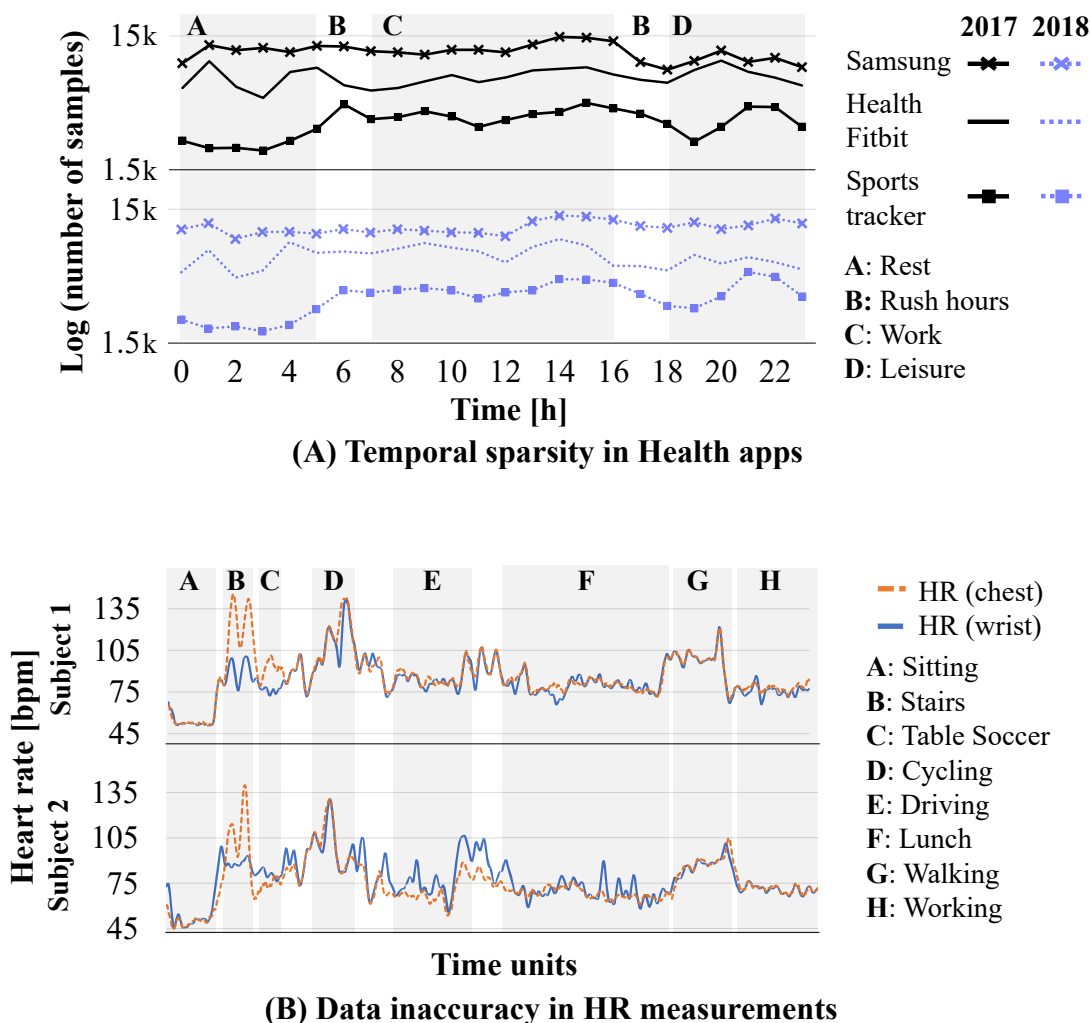 A B C B D
15k
1.5k
15k
1.5k
Log (number of samples)
0 2 4 6 8 10 12 14 16 18 20 22
Time [h]
2017 2018
Samsung
Health
Fitbit
Sports
tracker
A: Rest
B: Rush hours
C: Work
D: Leisure
(A) Temporal sparsity in Health apps
A B C D E F G H
135
105
75
45
Subject 1
135
105
75
45
Subject 2
Heart rate [bpm]
Time units
HR (chest)
HR (wrist)
A: Sitting
B: Stairs
C: Table Soccer
D: Cycling
E: Driving
F: Lunch
G: Walking
H: Working
(B) Data inaccuracy in HR measurements